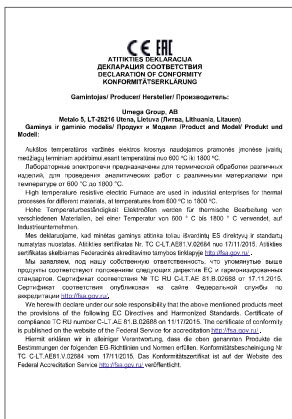 CE EAC
ATITIKTIES DEKLARACIJA
ДЕКЛАРАЦИЯ СООТВЕТСТВИЯ
DECLARATION OF CONFORMITY
KONFORMITÄTSERKLÄRUNG
Gamintojas/ Producer/ Hersteller/ Производитель:
Umega Group, AB
Metalo 5, LT-28216 Utena, Lietuva (Литва, Lithuania, Litauen)
Gaminys ir gaminio modelis/ Продукт и Модель /Product and Model/ Produkt und
Modell:
Aukštos temperatūros varžinės elektros krosnys naudojamos pramonės įmonėse įvairių
medžiagų terminiam apdirbimui, esant temperatūrai nuo 600 °C iki 1800 °C.
Лабораторные электропечи предназначены для термической обработки различных
изделий, для проведения аналитических работ с различными материалами при
температуре от 600 °C до 1800 °C.
High temperature resistive electric Furnace are used in industrial enterprises for thermal
processes for different materials, at temperatures from 600 °C to 1800 °C.
Hohe Temperaturbeständigkeit Elektroöfen werden für thermische Bearbeitung von
verschiedenen Materialien, bei einer Temperatur von 600 ° C bis 1800 ° C verwendet, auf
Industrieunternehmen.
Mes deklaruojame, kad minėtas gaminys atitinka toliau išvardintų ES direktyvų ir standartų
numatytas nuostatas. Atitikties sertifikatas Nr. TC C-LT.AE81.V.02684 nuo 17/11/2015. Atitikties
sertifikatas skelbiamas Federacinės akreditavimo tarnybos tinklapyje http://fsa.gov.ru/ .
Мы заявляем, под нашу собственную ответственность, что упомянутые выше
продукты соответствуют положениям следующих директив ЕС и гармонизированных
стандартов. Сертификат соответствия № TC RU C-LT.AE 81.B.02688 от 17.11.2015.
Сертификат соответствия опубликован на сайте Федеральной службы по
аккредитации http://fsa.gov.ru/.
We herewith declare under our sole responsibility that the above mentioned products meet
the provisions of the following EC Directives and Harmonized Standards. Certificate of
compliance TC RU number C-LT.AE 81.B.02688 on 11/17/2015. The certificate of conformity
is published on the website of the Federal Service for accreditation http://fsa.gov.ru/ .
Hiermit erklären wir in alleiniger Verantwortung, dass die oben genannten Produkte die
Bestimmungen der folgenden EG-Richtlinien und Normen erfüllen. Konformitätsbescheinigung Nr
TC C-LT.AE81.V.02684 vom 17/11/2015. Das Konformitätszertifikat ist auf der Website des
Federal Accreditation Service http://fsa.gov.ru/ veröffentlicht.